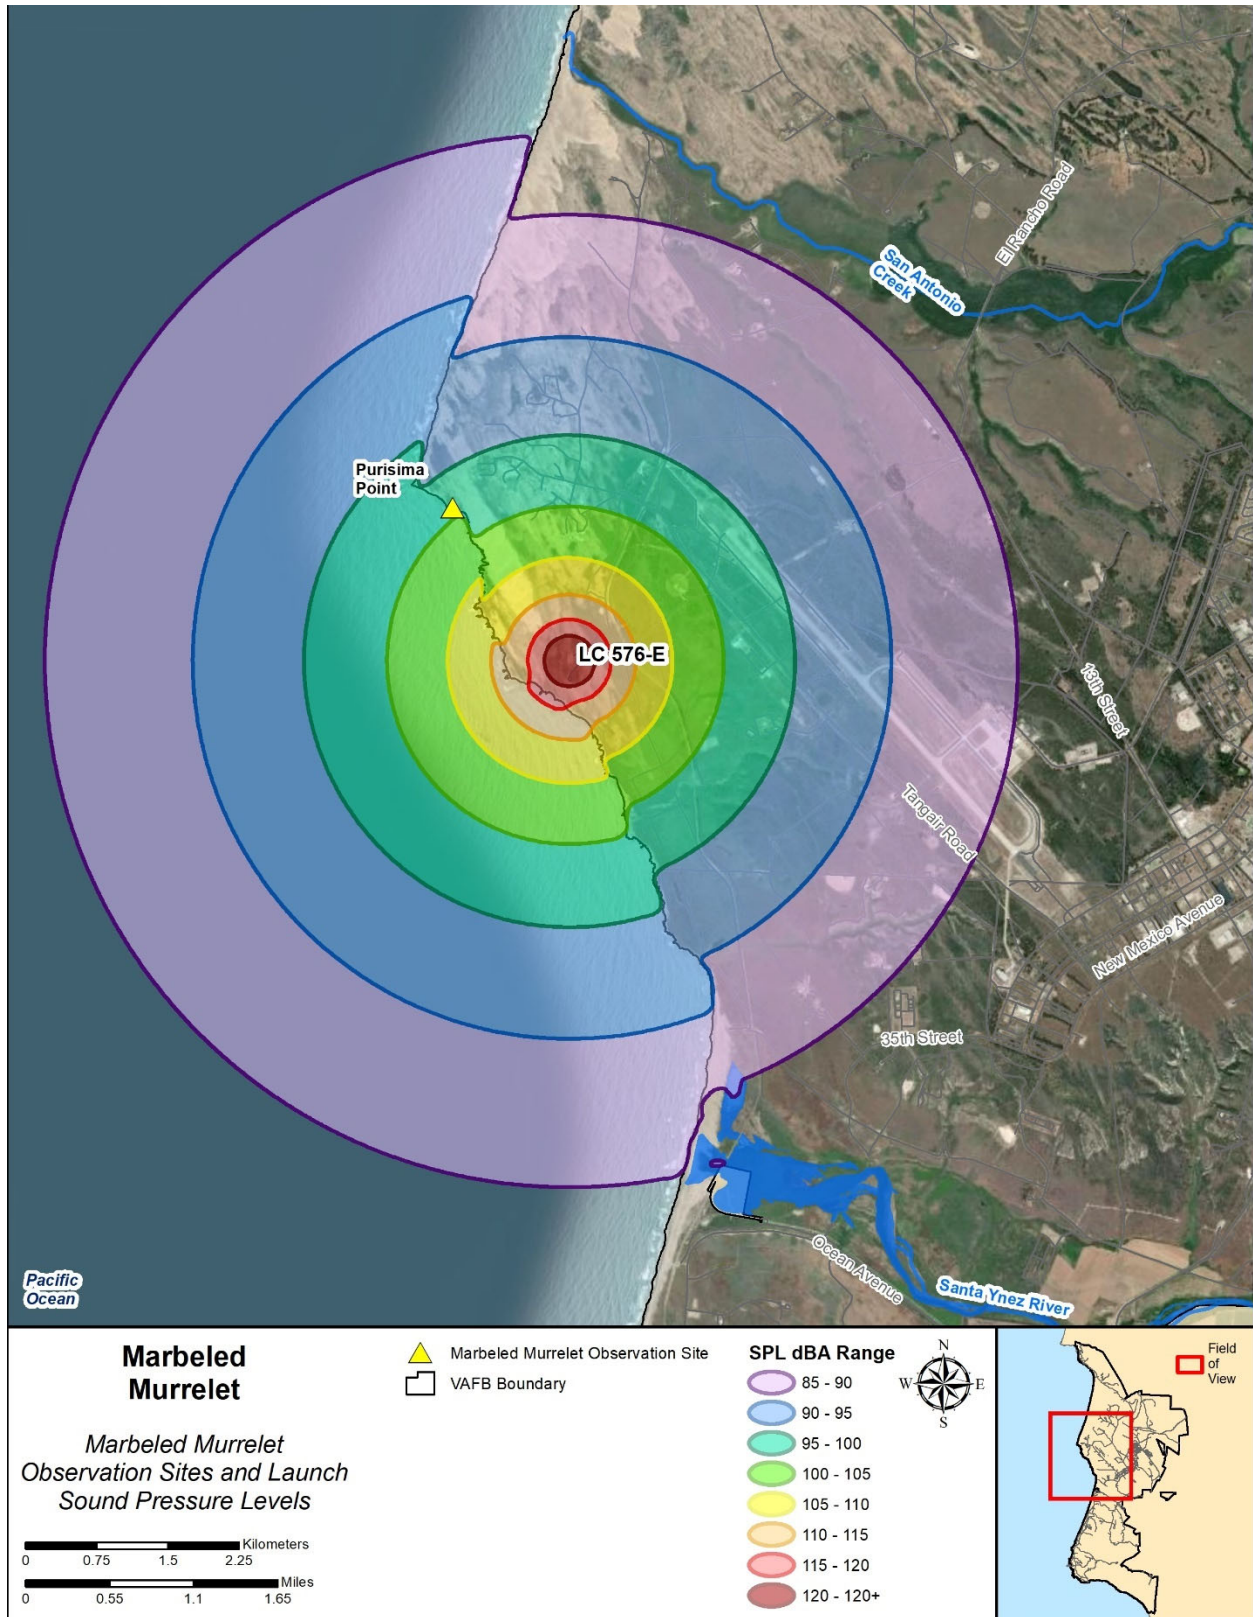 El Rancho Road
San Antonio
Creek
Purisima
Point
LC 576-E
13th Street
Tangair Road
New Mexico Avenue
35th Street
Ocean Avenue
Santa Ynez River
Pacific
Ocean
Marbeled
Murrelet
Marbeled Murrelet
Observation Sites and Launch
Sound Pressure Levels
Kilometers
0 0.75 1.5 2.25
Miles
0 0.55 1.1 1.65
Marbeled Murrelet Observation Site
VAFB Boundary
SPL dBA Range
85 - 90
90 - 95
95 - 100
100 - 105
105 - 110
110 - 115
115 - 120
120 - 120+
N
W E
S
Field
of
View